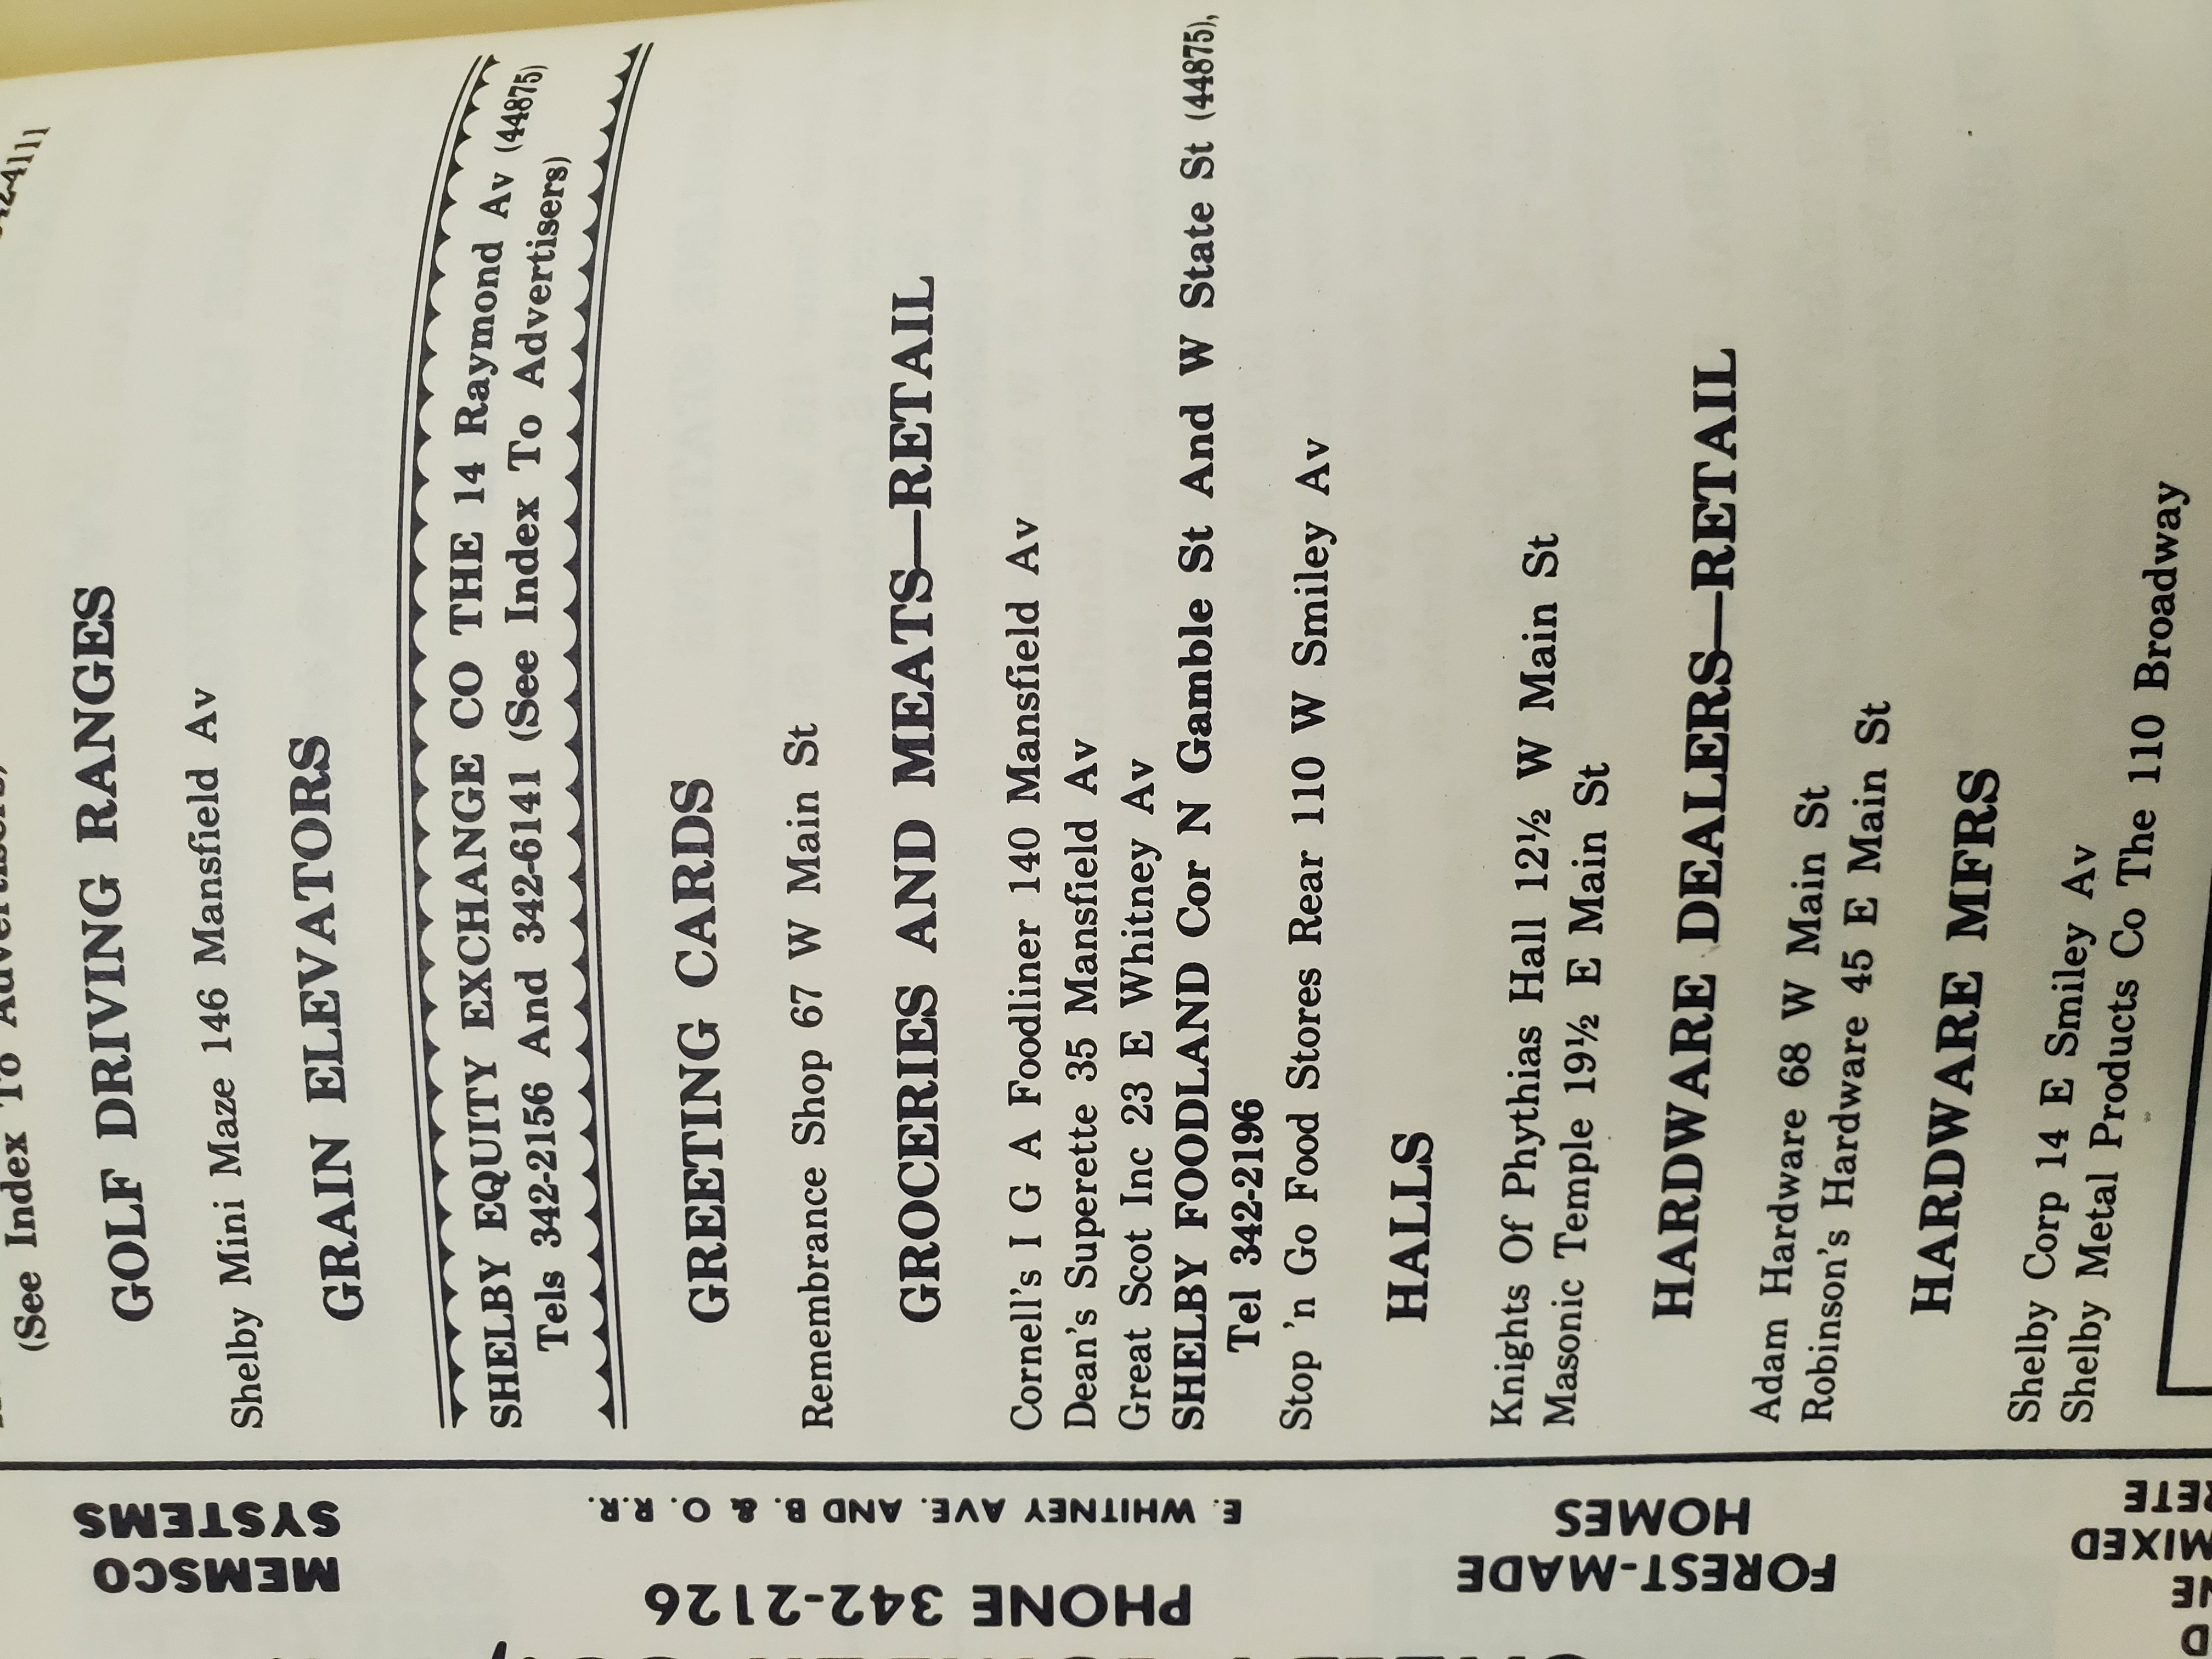 342-4111
(See Index To Advertisers)
GOLF DRIVING RANGES
Shelby Mini Maze 146 Mansfield Av
GRAIN ELEVATORS
SHELBY EQUITY EXCHANGE CO THE 14 Raymond Av (44875)
Tels 342-2156 And 342-6141 (See Index To Advertisers)
GREETING CARDS
Remembrance Shop 67 W Main St
GROCERIES AND MEATS—RETAIL
Cornell's I G A Foodliner 140 Mansfield Av
Dean's Superette 35 Mansfield Av
Great Scot Inc 23 E Whitney Av
SHELBY FOODLAND Cor N Gamble St And W State St (44875),
Tel 342-2196
Stop 'n Go Food Stores Rear 110 W Smiley Av
HALLS
Knights Of Phythias Hall 12½ W Main St
Masonic Temple 19½ E Main St
HARDWARE DEALERS—RETAIL
Adam Hardware 68 W Main St
Robinson's Hardware 45 E Main St
HARDWARE MFRS
Shelby Corp 14 E Smiley Av
Shelby Metal Products Co The 110 Broadway
MEMSCO
SYSTEMS
PHONE 342-2126
E. WHITNEY AVE. AND B. & O. R.R.
FOREST-MADE
HOMES
MIXED